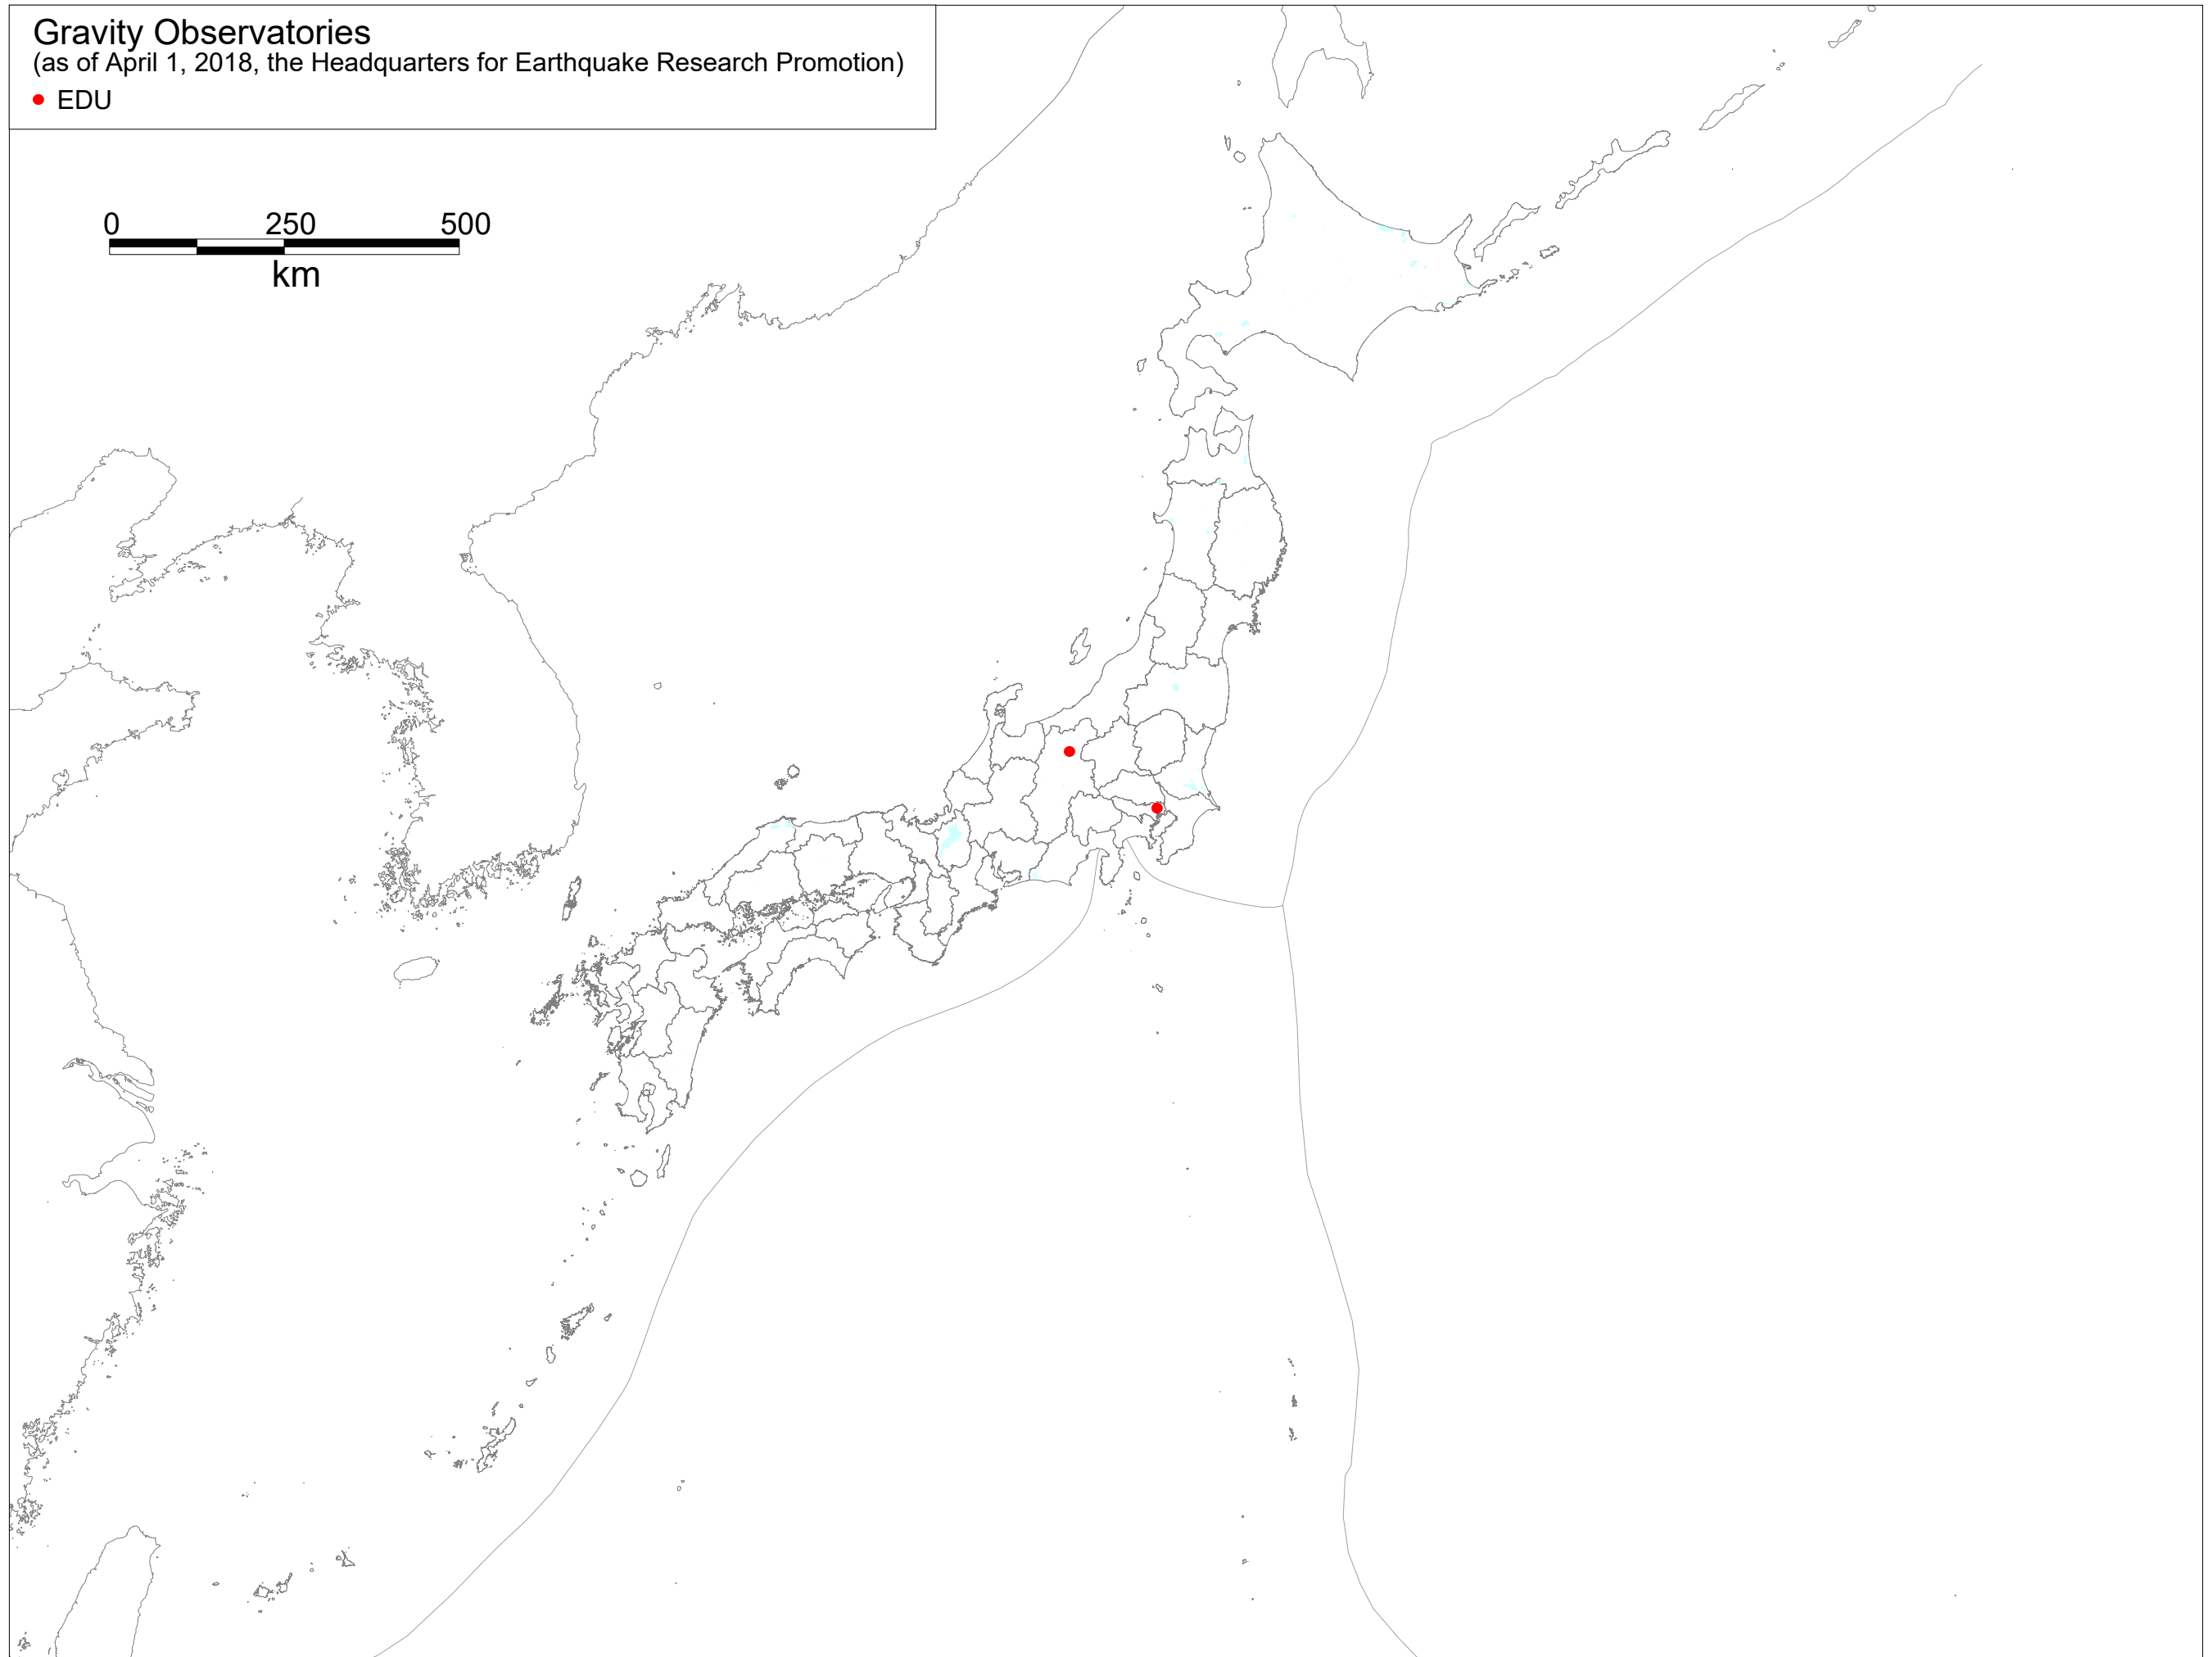 Gravity Observatories
(as of April 1, 2018, the Headquarters for Earthquake Research Promotion)
EDU
0 250 500
km